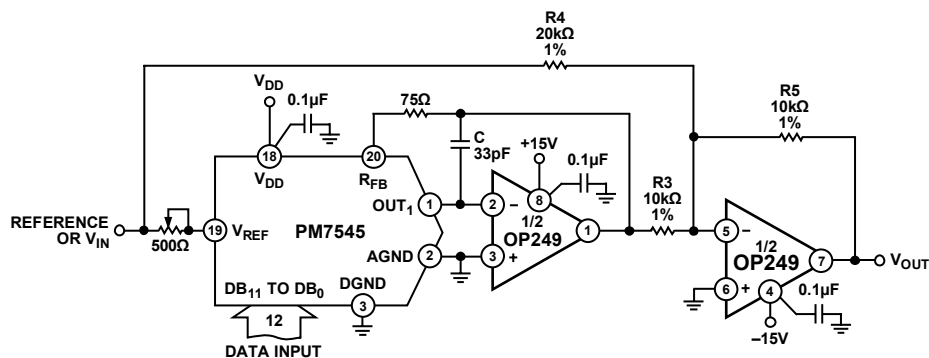 R4
20kΩ
1%
R5
10kΩ
1%
VDD
0.1µF
75Ω
C
33pF
+15V
0.1µF
18
VDD
20
RFB
8
REFERENCE
OR VIN
500Ω
19
VREF
PM7545
OUT1
1
2
–
1/2
OP249
1
R3
10kΩ
1%
5
–
1/2
OP249
7
VOUT
AGND
2
3
+
6
+
4
0.1µF
–15V
DB11 TO DB0
DGND
3
12
DATA INPUT